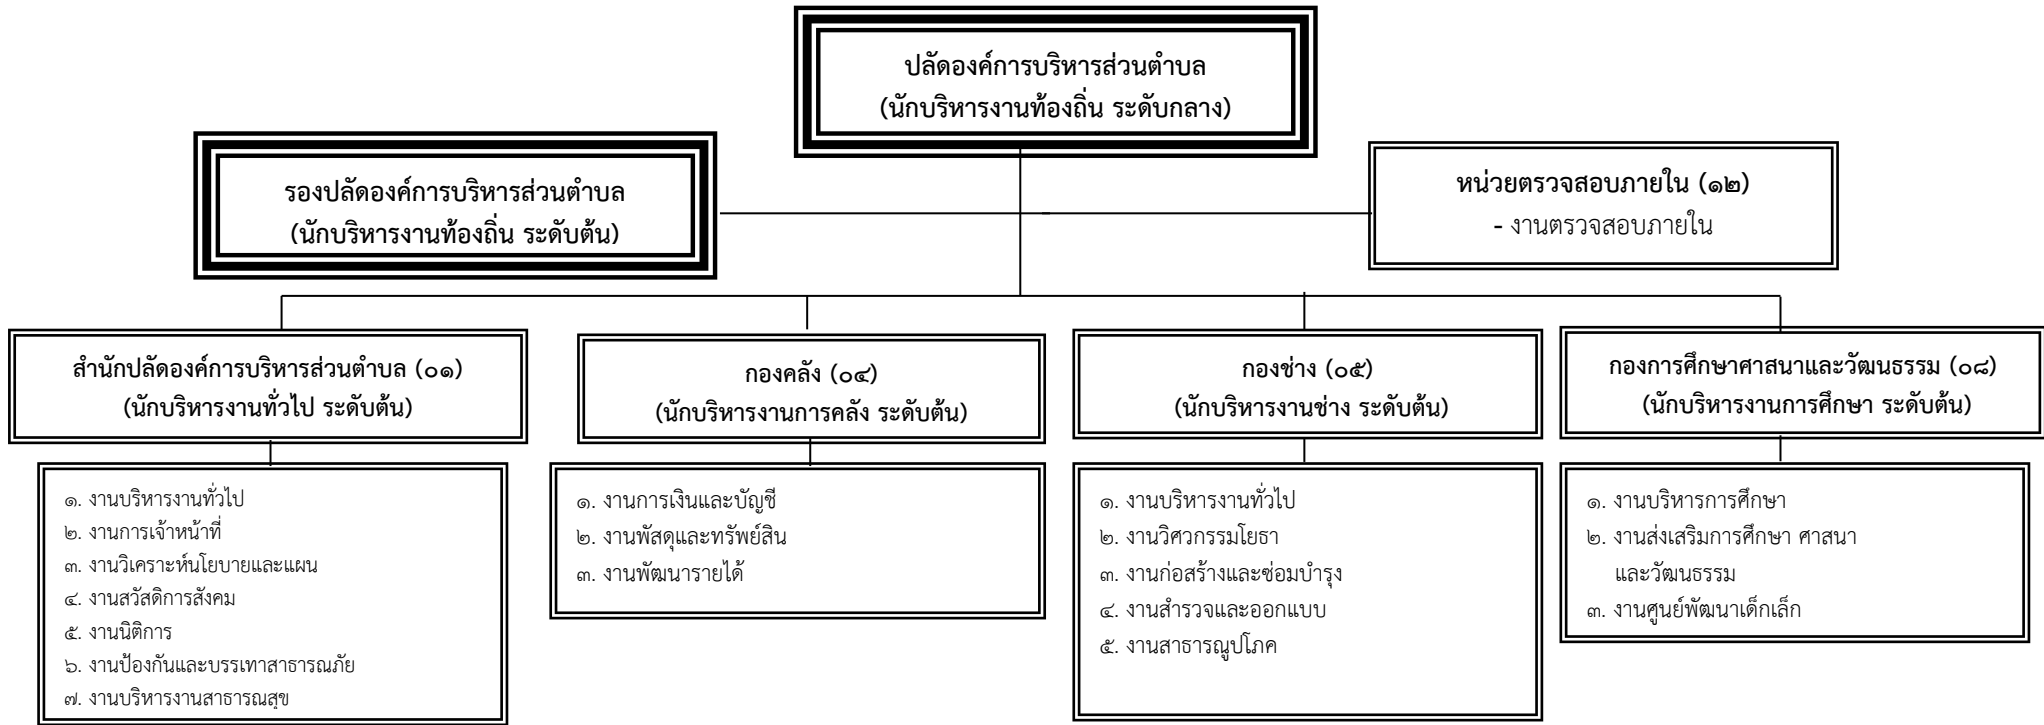 ปลัดองค์การบริหารส่วนตำบล
(นักบริหารงานท้องถิ่น ระดับกลาง)
รองปลัดองค์การบริหารส่วนตำบล
(นักบริหารงานท้องถิ่น ระดับต้น)
หน่วยตรวจสอบภายใน (๑๒)
- งานตรวจสอบภายใน
สำนักปลัดองค์การบริหารส่วนตำบล (๐๑)
(นักบริหารงานทั่วไป ระดับต้น)
๑. งานบริหารงานทั่วไป
๒. งานการเจ้าหน้าที่
๓. งานวิเคราะห์นโยบายและแผน
๔. งานสวัสดิการสังคม
๕. งานนิติการ
๖. งานป้องกันและบรรเทาสาธารณภัย
๗. งานบริหารงานสาธารณสุข
กองคลัง (๐๔)
(นักบริหารงานการคลัง ระดับต้น)
๑. งานการเงินและบัญชี
๒. งานพัสดุและทรัพย์สิน
๓. งานพัฒนารายได้
กองช่าง (๐๕)
(นักบริหารงานช่าง ระดับต้น)
๑. งานบริหารงานทั่วไป
๒. งานวิศวกรรมโยธา
๓. งานก่อสร้างและซ่อมบำรุง
๔. งานสำรวจและออกแบบ
๕. งานสาธารณูปโภค
กองการศึกษาศาสนาและวัฒนธรรม (๐๘)
(นักบริหารงานการศึกษา ระดับต้น)
๑. งานบริหารการศึกษา
๒. งานส่งเสริมการศึกษา ศาสนา
และวัฒนธรรม
๓. งานศูนย์พัฒนาเด็กเล็ก